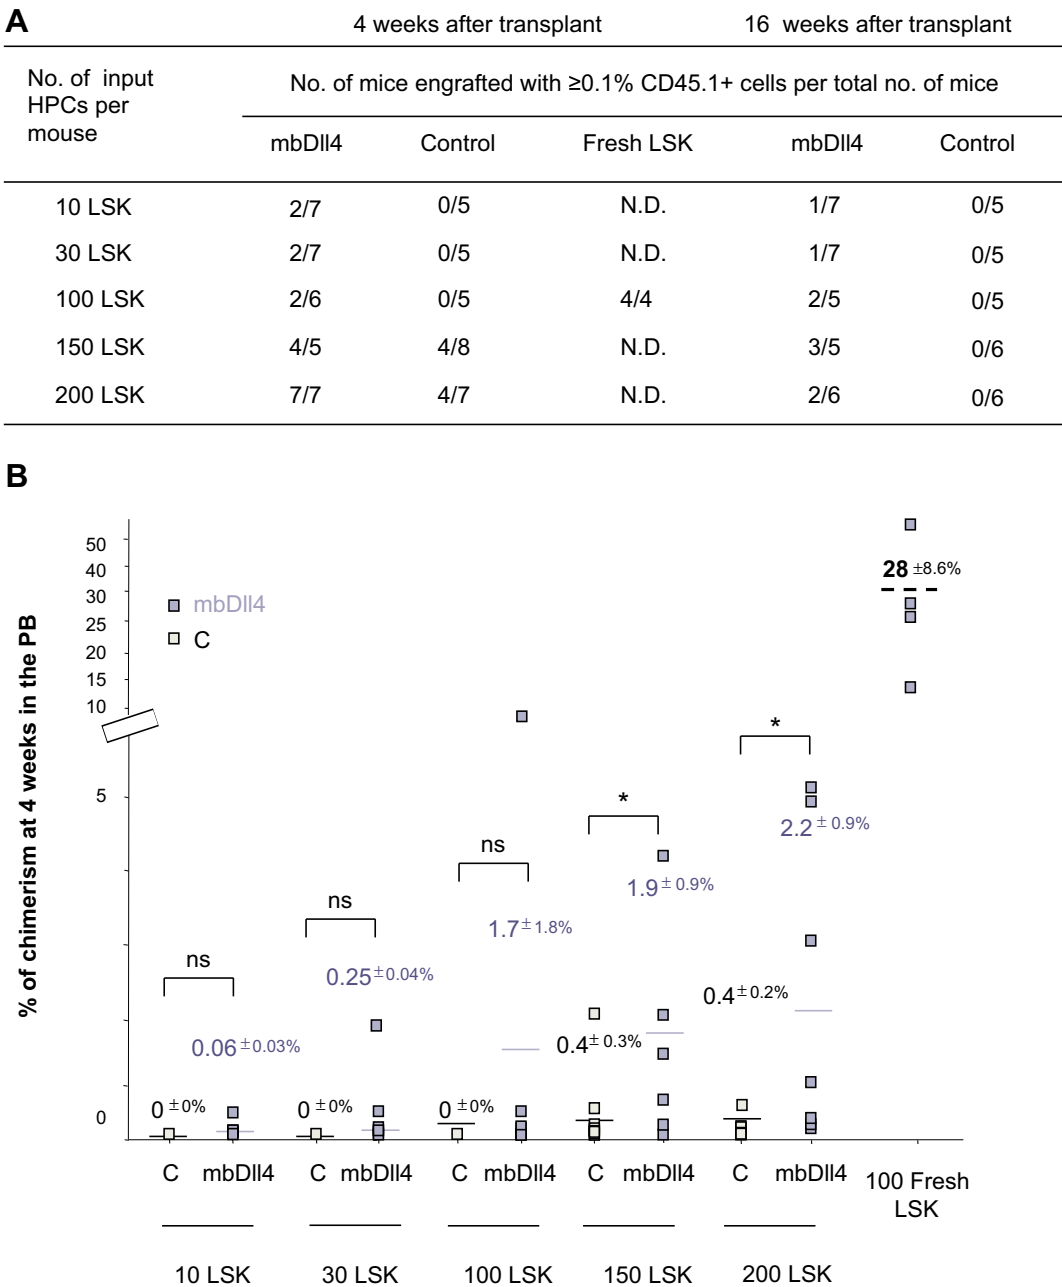 A
4 weeks after transplant 16 weeks after transplant
No. of input
HPCs per
mouse
No. of mice engrafted with ≥0.1% CD45.1+ cells per total no. of mice
mbDll4 Control Fresh LSK mbDll4 Control
10 LSK 2/7 0/5 N.D. 1/7 0/5
30 LSK 2/7 0/5 N.D. 1/7 0/5
100 LSK 2/6 0/5 4/4 2/5 0/5
150 LSK 4/5 4/8 N.D. 3/5 0/6
200 LSK 7/7 4/7 N.D. 2/6 0/6
B
% of chimerism at 4 weeks in the PB
50
40
30
25
20
15
10
5
0
mbDll4
C
ns
0 ±0%
0.06 ±0.03%
ns
0 ±0%
0.25 ±0.04%
ns
0 ±0%
1.7 ±1.8%
*
0.4 ±0.3%
1.9 ±0.9%
*
0.4 ±0.2%
2.2 ±0.9%
28 ±8.6%
C mbDll4 C mbDll4 C mbDll4 C mbDll4 C mbDll4 100 Fresh
LSK
10 LSK 30 LSK 100 LSK 150 LSK 200 LSK